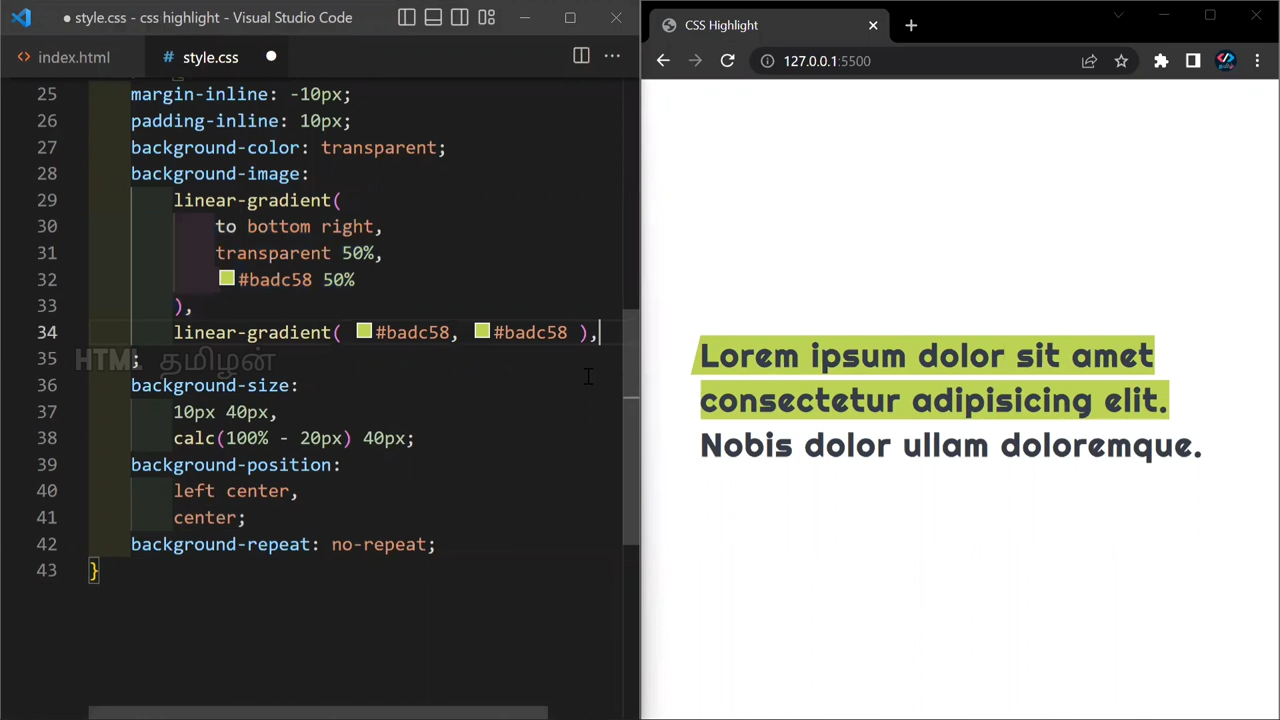 style.css - css highlight - Visual Studio Code
index.html
# style.css
25 margin-inline: -10px;
26 padding-inline: 10px;
27 background-color: transparent;
28 background-image:
29 linear-gradient(
30 to bottom right,
31 transparent 50%,
32 #badc58 50%
33 ),
34 linear-gradient( #badc58, #badc58 ),
35 ;
HTML தமிழன்
36 background-size:
37 10px 40px,
38 calc(100% - 20px) 40px;
39 background-position:
40 left center,
41 center;
42 background-repeat: no-repeat;
43 }
CSS Highlight
127.0.0.1:5500
Lorem ipsum dolor sit amet
consectetur adipisicing elit.
Nobis dolor ullam doloremque.